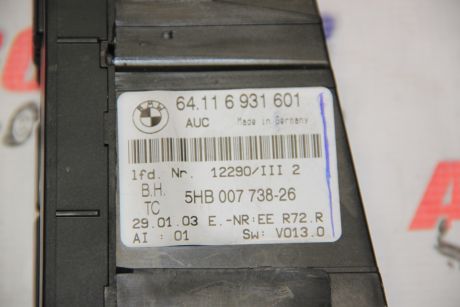 BMW
64.11 6 931 601
AUC Made in Germany
lfd. Nr. 12290/III 2
B.H. 5HB 007 738-26
TC
29.01.03 E.-NR:EE R72.R
AI : 01 SW: V013.0